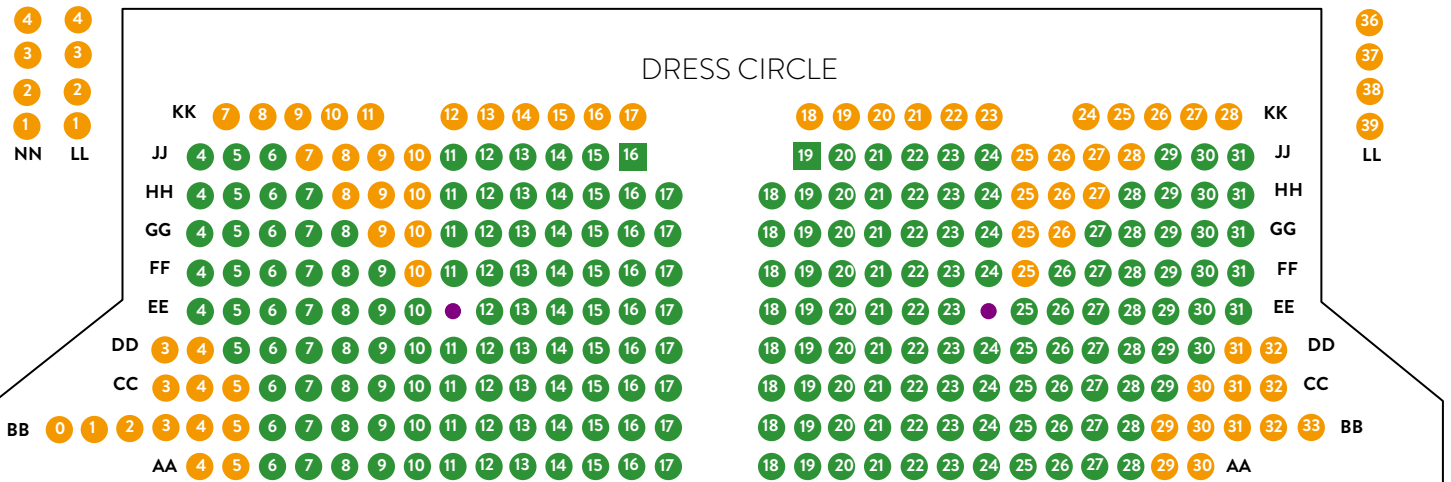 4 4 36
3 3 37
2 2 38
1 1 39
NN LL LL
DRESS CIRCLE
KK 7 8 9 10 11 12 13 14 15 16 17 18 19 20 21 22 23 24 25 26 27 28 KK
JJ 4 5 6 7 8 9 10 11 12 13 14 15 16 19 20 21 22 23 24 25 26 27 28 29 30 31 JJ
HH 4 5 6 7 8 9 10 11 12 13 14 15 16 17 18 19 20 21 22 23 24 25 26 27 28 29 30 31 HH
GG 4 5 6 7 8 9 10 11 12 13 14 15 16 17 18 19 20 21 22 23 24 25 26 27 28 29 30 31 GG
FF 4 5 6 7 8 9 10 11 12 13 14 15 16 17 18 19 20 21 22 23 24 25 26 27 28 29 30 31 FF
EE 4 5 6 7 8 9 10 12 13 14 15 16 17 18 19 20 21 22 23 25 26 27 28 29 30 31 EE
DD 3 4 5 6 7 8 9 10 11 12 13 14 15 16 17 18 19 20 21 22 23 24 25 26 27 28 29 30 31 32 DD
CC 3 4 5 6 7 8 9 10 11 12 13 14 15 16 17 18 19 20 21 22 23 24 25 26 27 28 29 30 31 32 CC
BB 0 1 2 3 4 5 6 7 8 9 10 11 12 13 14 15 16 17 18 19 20 21 22 23 24 25 26 27 28 29 30 31 32 33 BB
AA 4 5 6 7 8 9 10 11 12 13 14 15 16 17 18 19 20 21 22 23 24 25 26 27 28 29 30 AA